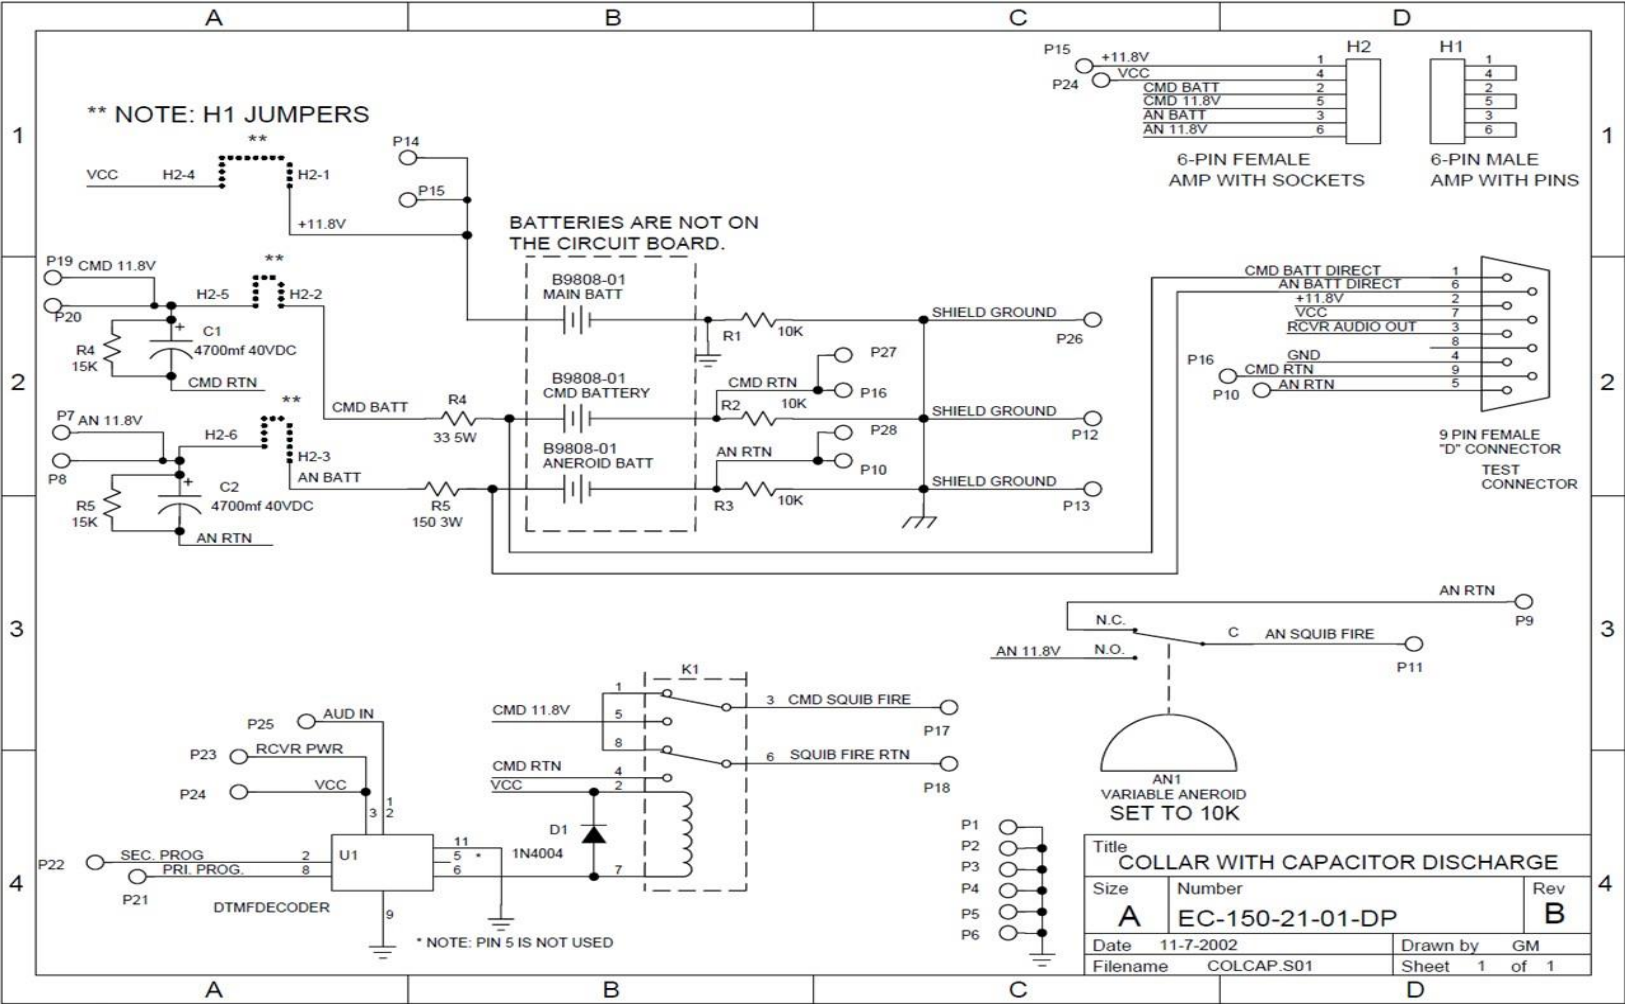 A B C D
1
2
3
4
** NOTE: H1 JUMPERS
**
VCC H2-4 H2-1
+11.8V
P14
P15
BATTERIES ARE NOT ON
THE CIRCUIT BOARD.
P15 +11.8V 1
P24 VCC 4
CMD BATT 2
CMD 11.8V 5
AN BATT 3
AN 11.8V 6
H2
6-PIN FEMALE
AMP WITH SOCKETS
H1
1
4
2
5
3
6
6-PIN MALE
AMP WITH PINS
1
P19 CMD 11.8V
P20
**
H2-5 H2-2
R4
15K
+
C1
4700mf 40VDC
CMD RTN
P7 AN 11.8V
P8
**
H2-6
H2-3
AN BATT
R5
15K
+
C2
4700mf 40VDC
AN RTN
CMD BATT
R4
33 5W
R5
150 3W
B9808-01
MAIN BATT
B9808-01
CMD BATTERY
B9808-01
ANEROID BATT
R1 10K
P27
CMD RTN
P16
R2 10K
P28
AN RTN
P10
R3 10K
SHIELD GROUND
P26
SHIELD GROUND
P12
SHIELD GROUND
P13
CMD BATT DIRECT 1
AN BATT DIRECT 6
+11.8V 2
VCC 7
RCVR AUDIO OUT 3
8
GND 4
P16 CMD RTN 9
P10 AN RTN 5
9 PIN FEMALE
"D" CONNECTOR
TEST
CONNECTOR
2
AN RTN
P9
N.C.
C AN SQUIB FIRE
P11
AN 11.8V N.O.
AN1
VARIABLE ANEROID
SET TO 10K
3
K1
1
CMD 11.8V 5
8
CMD RTN 4
VCC 2
7
3 CMD SQUIB FIRE
P17
6 SQUIB FIRE RTN
P18
D1
1N4004
P25 AUD IN
P23 RCVR PWR
P24 VCC
1
3 2
P22 SEC. PROG 2
P21 PRI. PROG. 8
U1
DTMFDECODER
11
5 *
6
9
* NOTE: PIN 5 IS NOT USED
P1
P2
P3
P4
P5
P6
4
Title
COLLAR WITH CAPACITOR DISCHARGE
Size Number Rev
A EC-150-21-01-DP B
Date 11-7-2002 Drawn by GM
Filename COLCAP.S01 Sheet 1 of 1
A B C D